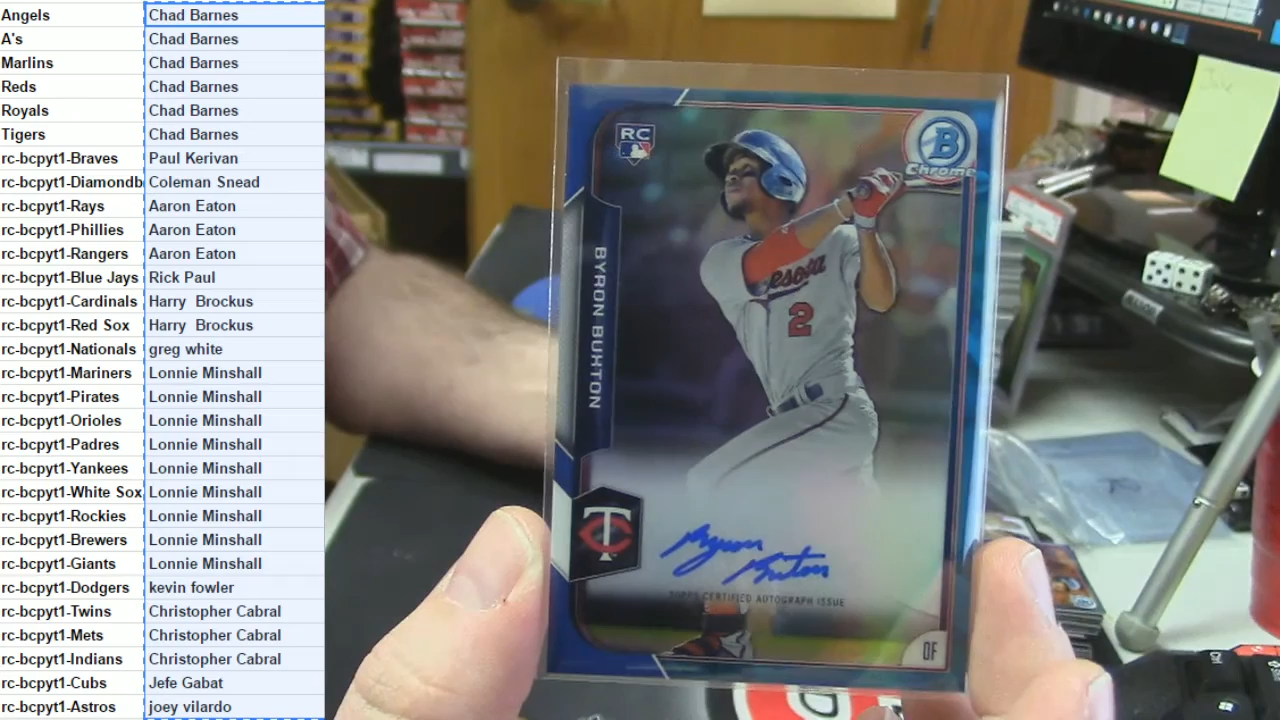 Angels Chad Barnes
A's Chad Barnes
Marlins Chad Barnes
Reds Chad Barnes
Royals Chad Barnes
Tigers Chad Barnes
rc-bcpyt1-Braves Paul Kerivan
rc-bcpyt1-Diamondb Coleman Snead
rc-bcpyt1-Rays Aaron Eaton
rc-bcpyt1-Phillies Aaron Eaton
rc-bcpyt1-Rangers Aaron Eaton
rc-bcpyt1-Blue Jays Rick Paul
rc-bcpyt1-Cardinals Harry Brockus
rc-bcpyt1-Red Sox Harry Brockus
rc-bcpyt1-Nationals greg white
rc-bcpyt1-Mariners Lonnie Minshall
rc-bcpyt1-Pirates Lonnie Minshall
rc-bcpyt1-Orioles Lonnie Minshall
rc-bcpyt1-Padres Lonnie Minshall
rc-bcpyt1-Yankees Lonnie Minshall
rc-bcpyt1-White Sox Lonnie Minshall
rc-bcpyt1-Rockies Lonnie Minshall
rc-bcpyt1-Brewers Lonnie Minshall
rc-bcpyt1-Giants Lonnie Minshall
rc-bcpyt1-Dodgers kevin fowler
rc-bcpyt1-Twins Christopher Cabral
rc-bcpyt1-Mets Christopher Cabral
rc-bcpyt1-Indians Christopher Cabral
rc-bcpyt1-Cubs Jefe Gabat
rc-bcpyt1-Astros joey vilardo
RC
B
Chrome
BYRON BUXTON
esota
2
TC
Byron Buxton
TOPPS CERTIFIED AUTOGRAPH ISSUE
OF